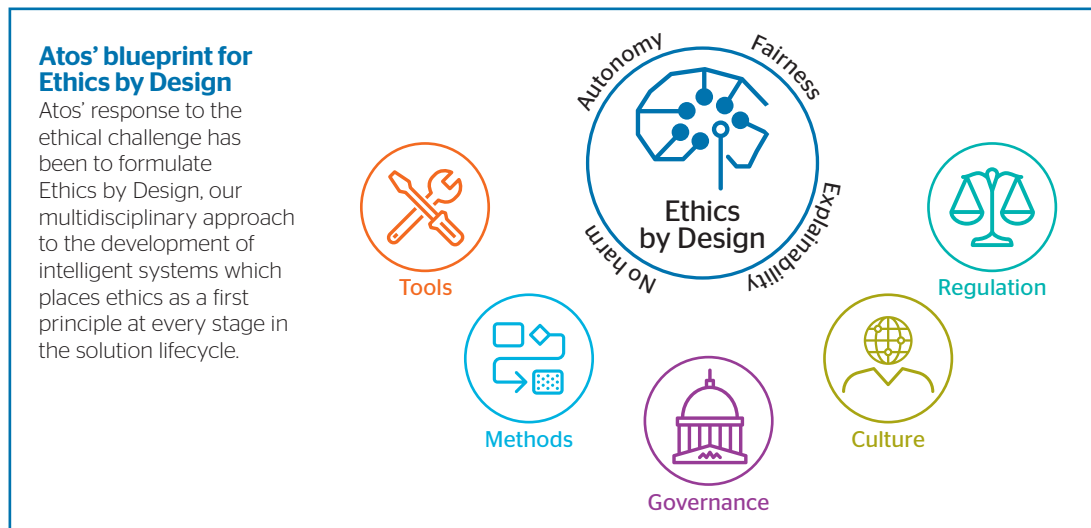 Atos’ blueprint for
Ethics by Design
Atos’ response to the
ethical challenge has
been to formulate
Ethics by Design, our
multidisciplinary approach
to the development of
intelligent systems which
places ethics as a first
principle at every stage in
the solution lifecycle.
Autonomy
Fairness
Explainability
No harm
Ethics
by Design
Tools
Methods
Governance
Culture
Regulation